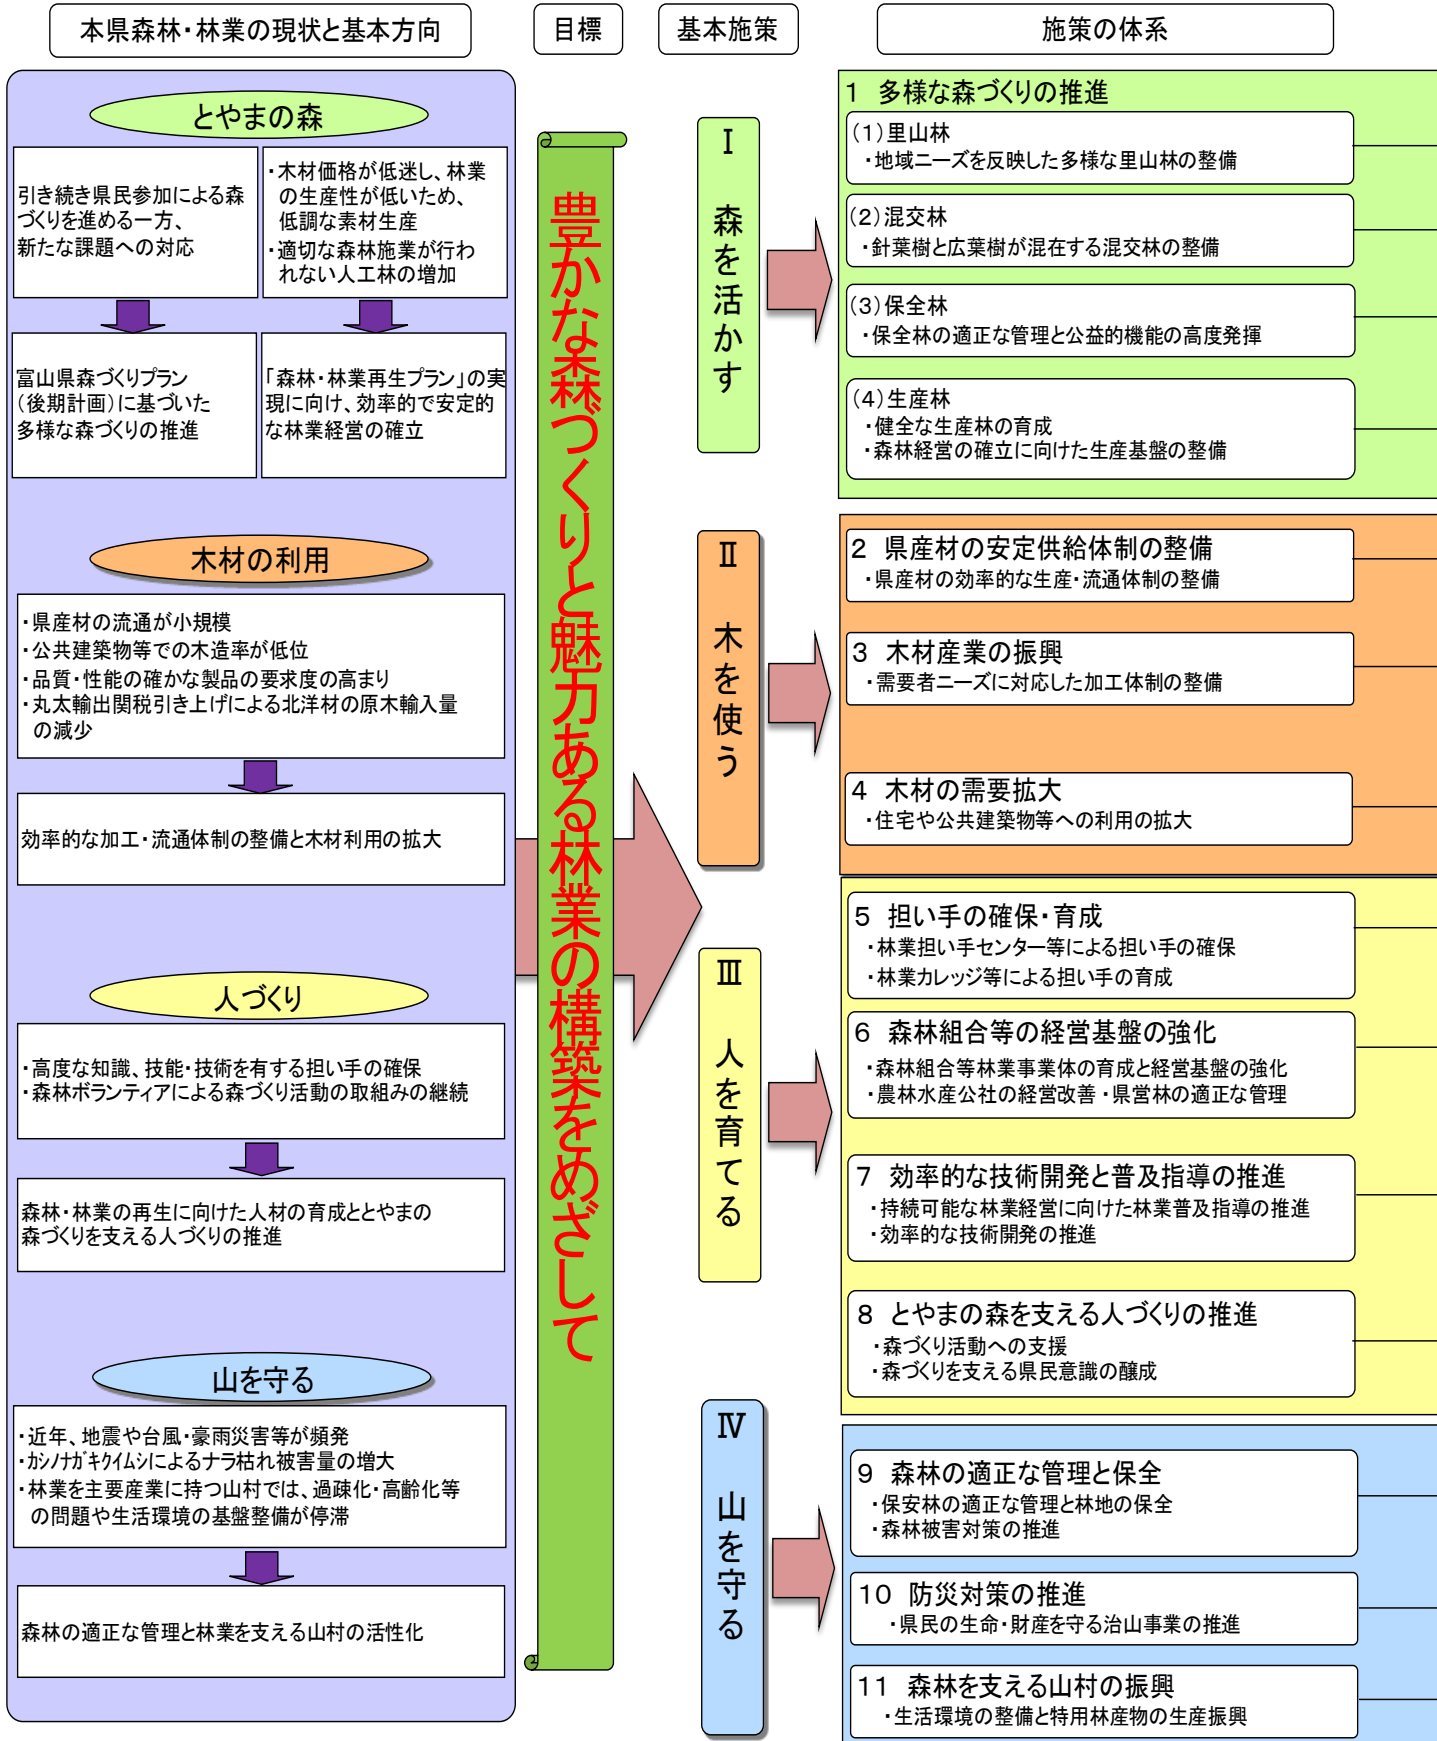 本県森林・林業の現状と基本方向
目標
基本施策
施策の体系
とやまの森
引き続き県民参加による森
づくりを進める一方、
新たな課題への対応
・木材価格が低迷し、林業
の生産性が低いため、
低調な素材生産
・適切な森林施業が行わ
れない人工林の増加
富山県森づくりプラン
(後期計画)に基づいた
多様な森づくりの推進
「森林・林業再生プラン」の実
現に向け、効率的で安定的
な林業経営の確立
木材の利用
・県産材の流通が小規模
・公共建築物等での木造率が低位
・品質・性能の確かな製品の要求度の高まり
・丸太輸出関税引き上げによる北洋材の原木輸入量
の減少
効率的な加工・流通体制の整備と木材利用の拡大
人づくり
・高度な知識、技能・技術を有する担い手の確保
・森林ボランティアによる森づくり活動の取組みの継続
森林・林業の再生に向けた人材の育成ととやまの
森づくりを支える人づくりの推進
山を守る
・近年、地震や台風・豪雨災害等が頻発
・カシノナガキクイムシによるナラ枯れ被害量の増大
・林業を主要産業に持つ山村では、過疎化・高齢化等
の問題や生活環境の基盤整備が停滞
森林の適正な管理と林業を支える山村の活性化
豊かな森づくりと魅力ある林業の構築をめざして
Ⅰ 森を活かす
Ⅱ 木を使う
Ⅲ 人を育てる
Ⅳ 山を守る
1 多様な森づくりの推進
(1)里山林
・地域ニーズを反映した多様な里山林の整備
(2)混交林
・針葉樹と広葉樹が混在する混交林の整備
(3)保全林
・保全林の適正な管理と公益的機能の高度発揮
(4)生産林
・健全な生産林の育成
・森林経営の確立に向けた生産基盤の整備
2 県産材の安定供給体制の整備
・県産材の効率的な生産・流通体制の整備
3 木材産業の振興
・需要者ニーズに対応した加工体制の整備
4 木材の需要拡大
・住宅や公共建築物等への利用の拡大
5 担い手の確保・育成
・林業担い手センター等による担い手の確保
・林業カレッジ等による担い手の育成
6 森林組合等の経営基盤の強化
・森林組合等林業事業体の育成と経営基盤の強化
・農林水産公社の経営改善・県営林の適正な管理
7 効率的な技術開発と普及指導の推進
・持続可能な林業経営に向けた林業普及指導の推進
・効率的な技術開発の推進
8 とやまの森を支える人づくりの推進
・森づくり活動への支援
・森づくりを支える県民意識の醸成
9 森林の適正な管理と保全
・保安林の適正な管理と林地の保全
・森林被害対策の推進
10 防災対策の推進
・県民の生命・財産を守る治山事業の推進
11 森林を支える山村の振興
・生活環境の整備と特用林産物の生産振興